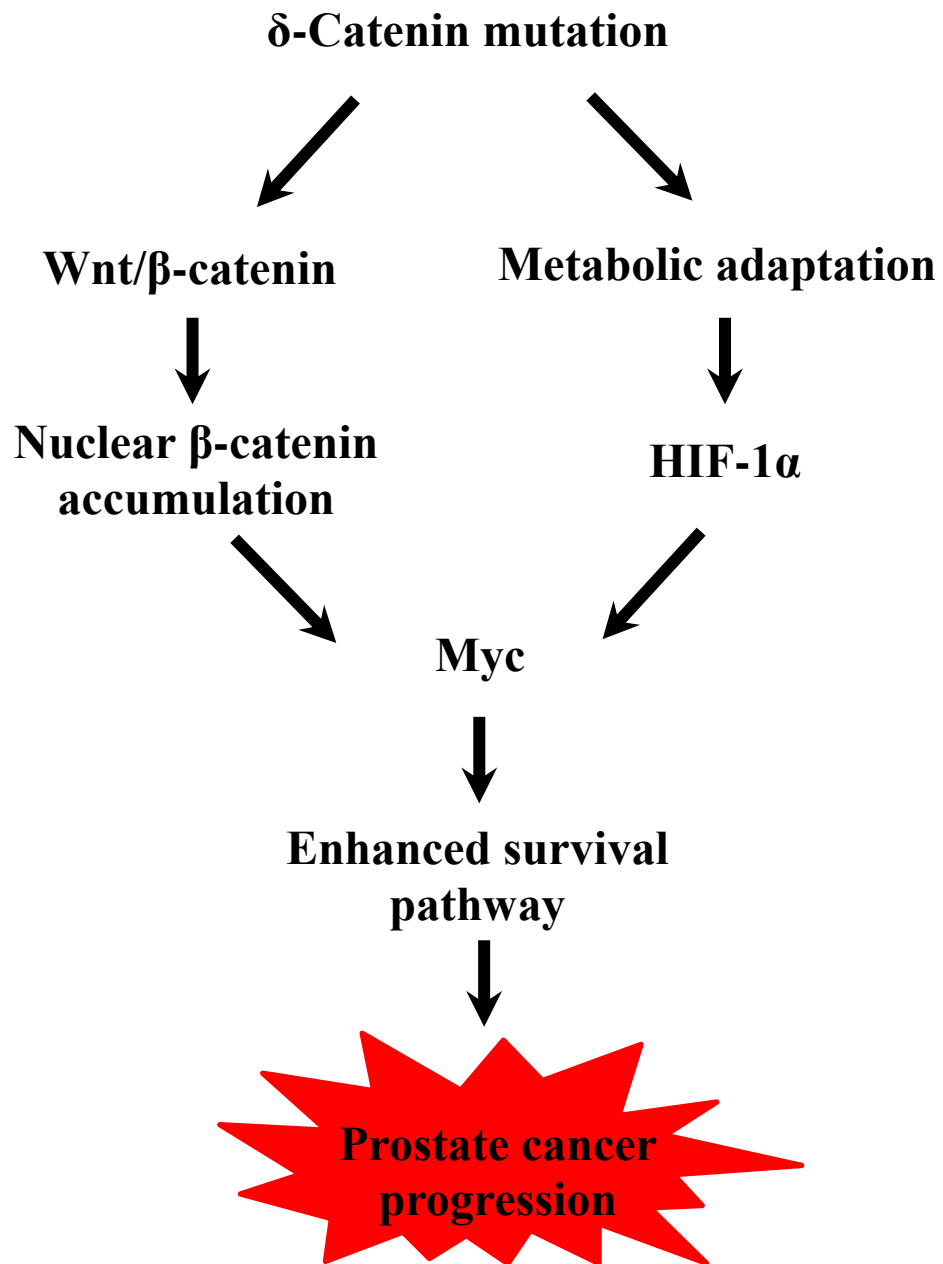 δ-Catenin mutation
Wnt/β-catenin
Metabolic adaptation
Nuclear β-catenin
accumulation
HIF-1α
Myc
Enhanced survival
pathway
Prostate cancer
progression